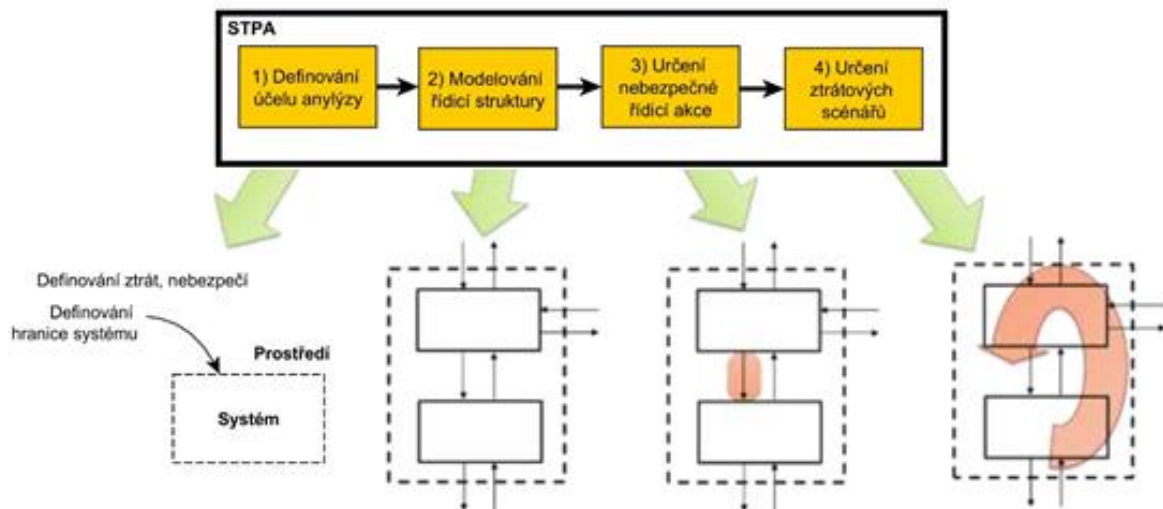 STPA
1) Definování
účelu anylýzy
2) Modelování
řídicí struktury
3) Určení
nebezpečné
řídicí akce
4) Určení
ztrátových
scénářů
Definování ztrát, nebezpečí
Definování
hranice systému
Prostředí
Systém